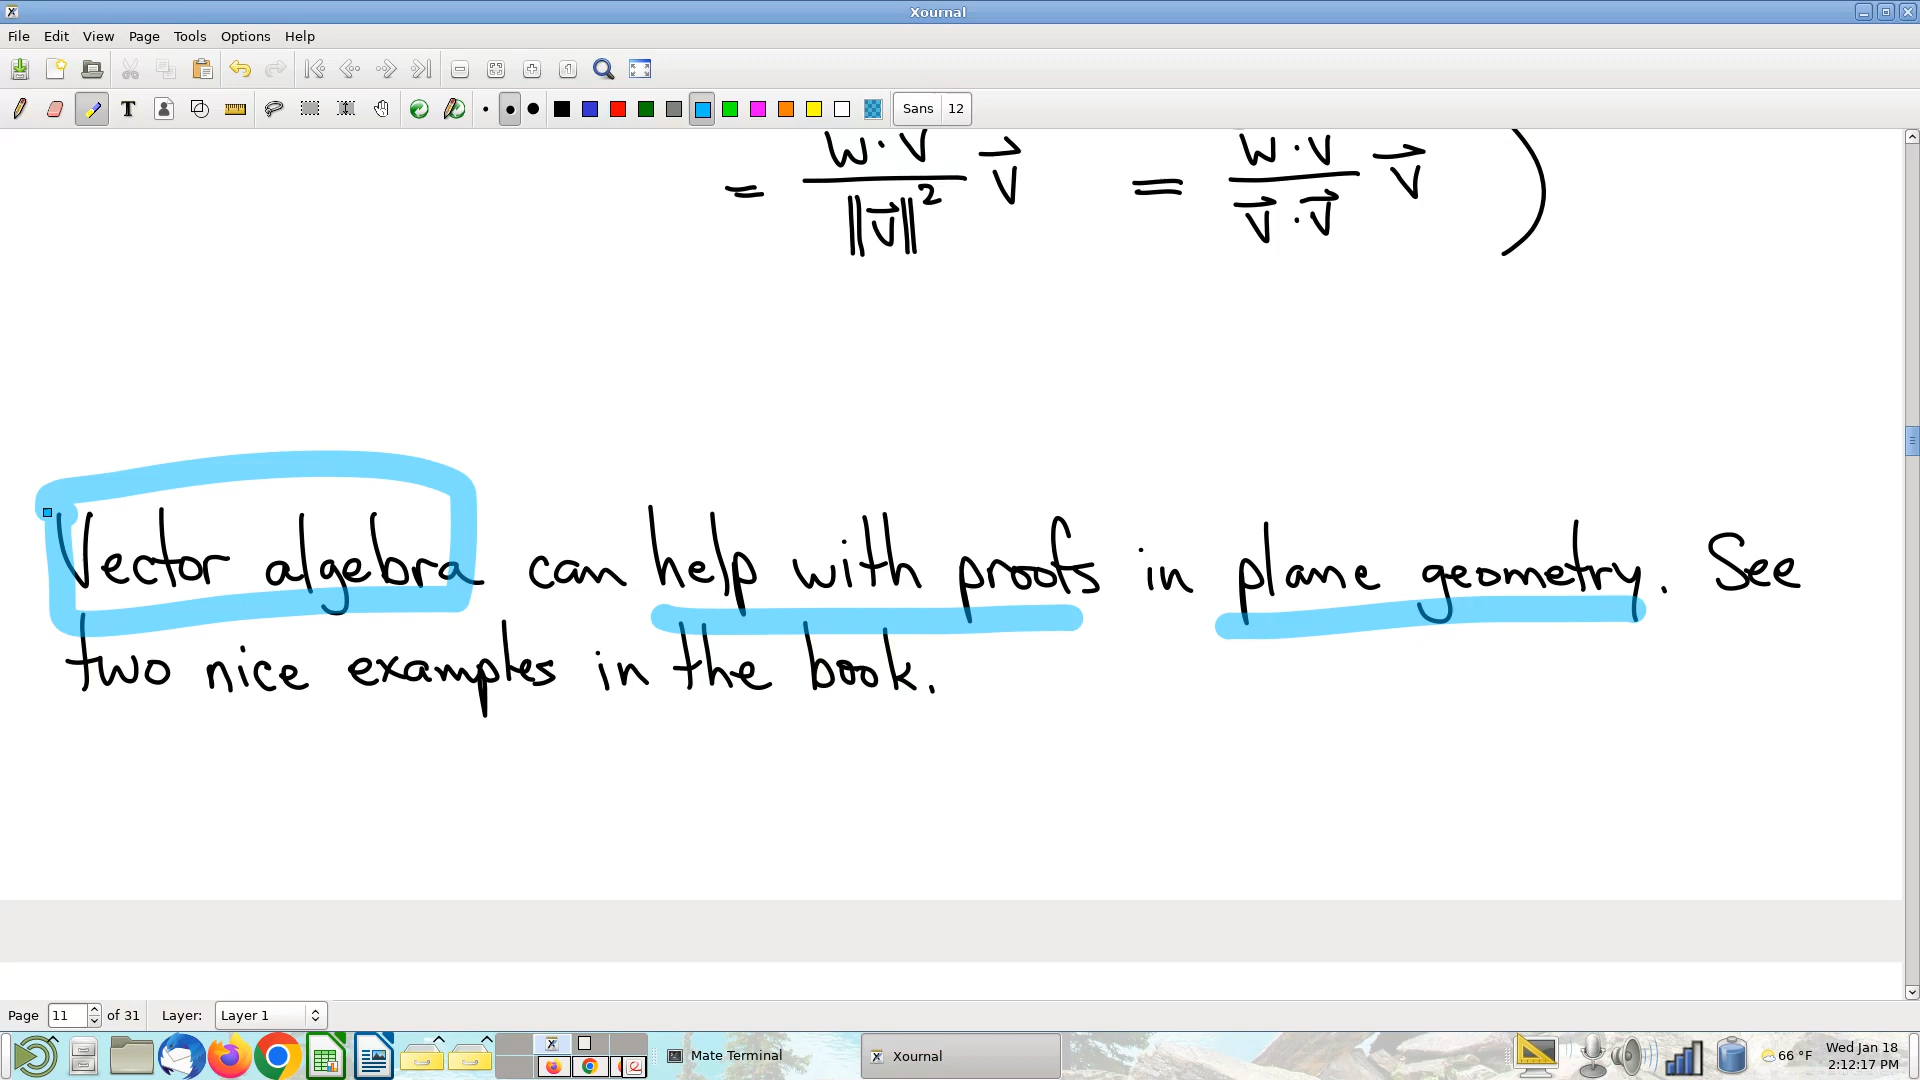 Xournal
File Edit View Page Tools Options Help
Sans 12
= w·v / ‖v⃗‖² v⃗ = w·v / v⃗·v⃗ v⃗ )
Vector algebra can help with proofs in plane geometry. See
two nice examples in the book.
Page 11 of 31 Layer: Layer 1
Mate Terminal Xournal 66 °F Wed Jan 18
2:12:17 PM